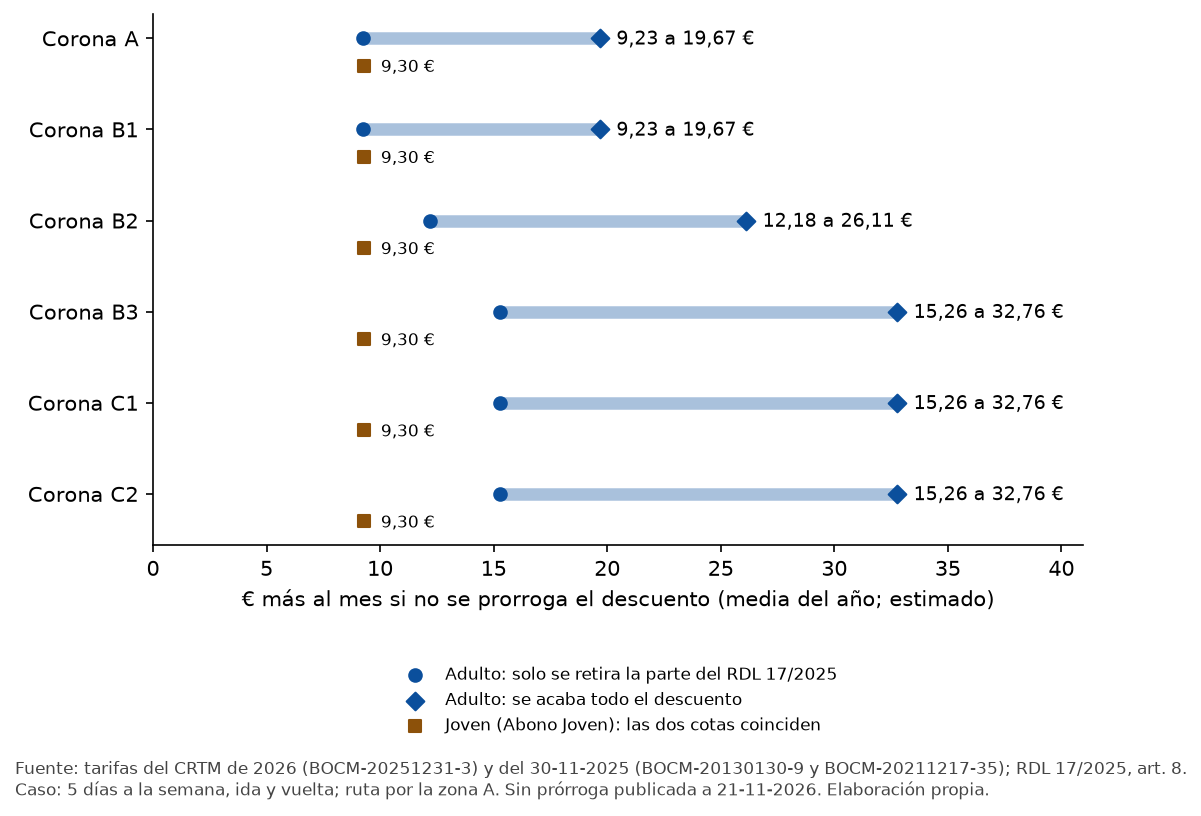 Corona A
9,23 a 19,67 €
9,30 €
Corona B1
9,23 a 19,67 €
9,30 €
Corona B2
12,18 a 26,11 €
9,30 €
Corona B3
15,26 a 32,76 €
9,30 €
Corona C1
15,26 a 32,76 €
9,30 €
Corona C2
15,26 a 32,76 €
9,30 €
0 5 10 15 20 25 30 35 40
€ más al mes si no se prorroga el descuento (media del año; estimado)
Adulto: solo se retira la parte del RDL 17/2025
Adulto: se acaba todo el descuento
Joven (Abono Joven): las dos cotas coinciden
Fuente: tarifas del CRTM de 2026 (BOCM-20251231-3) y del 30-11-2025 (BOCM-20130130-9 y BOCM-20211217-35); RDL 17/2025, art. 8.
Caso: 5 días a la semana, ida y vuelta; ruta por la zona A. Sin prórroga publicada a 21-11-2026. Elaboración propia.